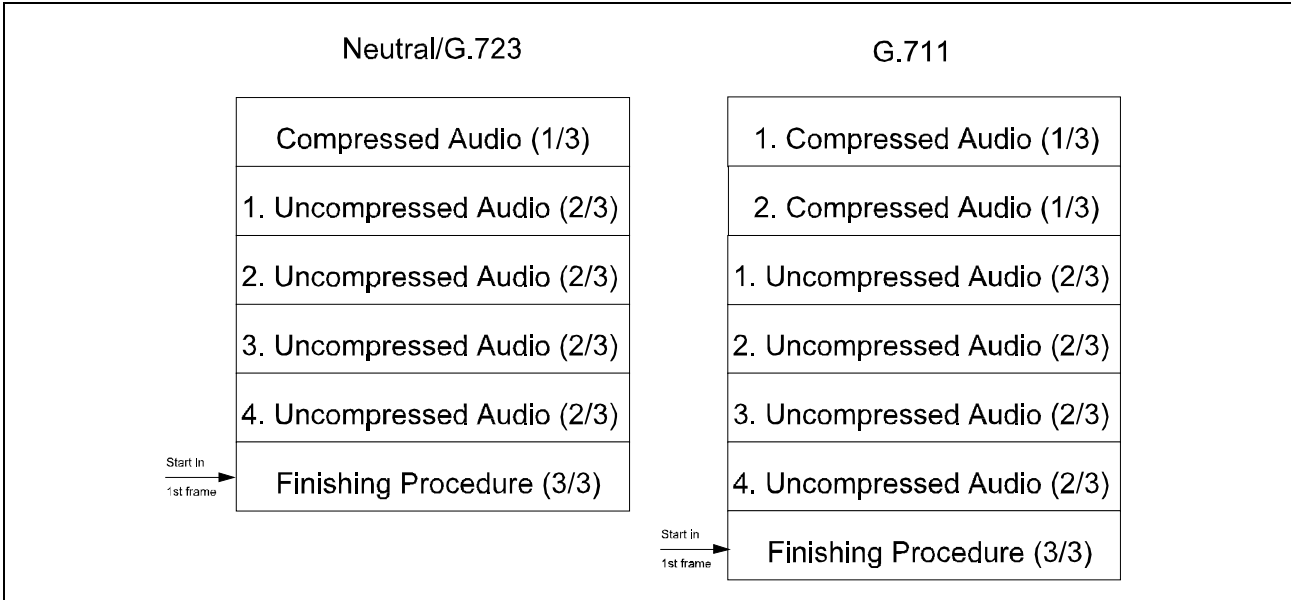 Neutral/G.723
Compressed Audio (1/3)
1. Uncompressed Audio (2/3)
2. Uncompressed Audio (2/3)
3. Uncompressed Audio (2/3)
4. Uncompressed Audio (2/3)
Start In
1st frame
Finishing Procedure (3/3)
G.711
1. Compressed Audio (1/3)
2. Compressed Audio (1/3)
1. Uncompressed Audio (2/3)
2. Uncompressed Audio (2/3)
3. Uncompressed Audio (2/3)
4. Uncompressed Audio (2/3)
Start in
1st frame
Finishing Procedure (3/3)